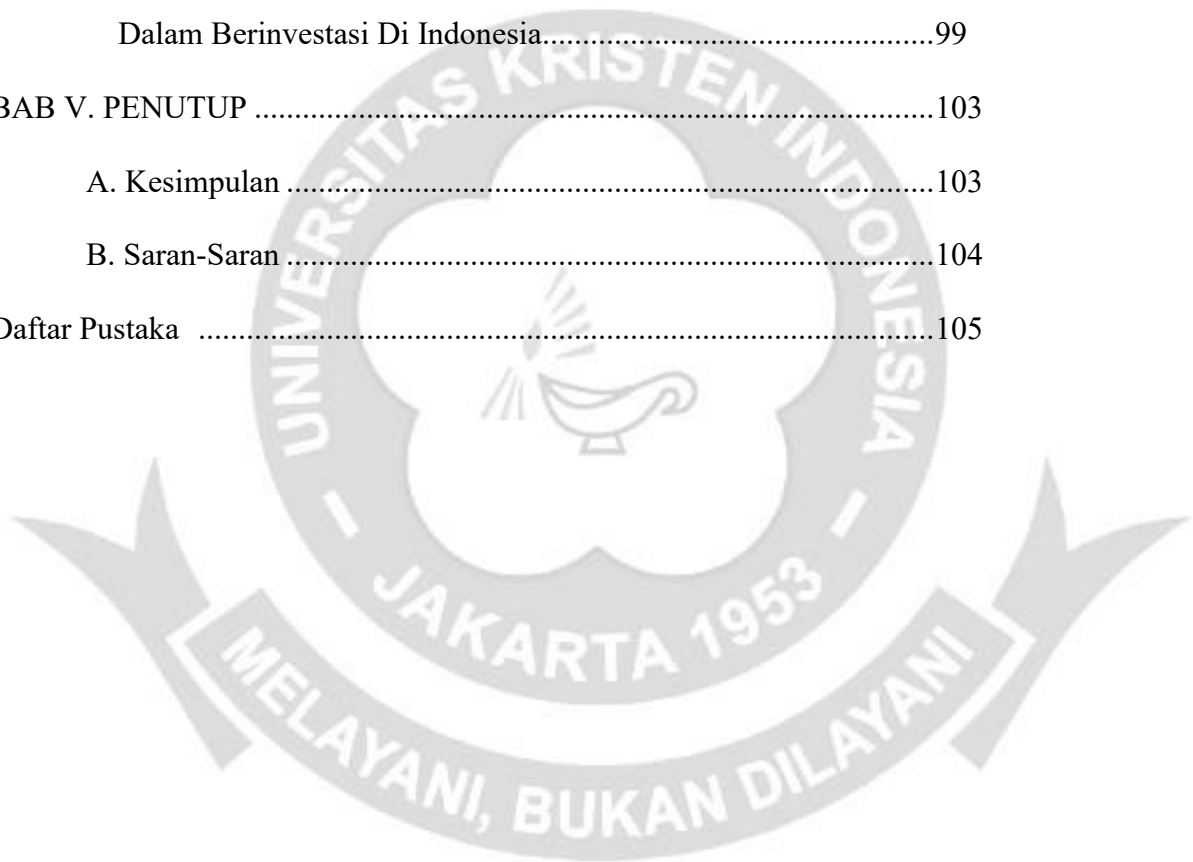 Dalam Berinvestasi Di Indonesia................................................99
BAB V. PENUTUP ....................................................................................103
A. Kesimpulan ................................................................................103
B. Saran-Saran ................................................................................104
Daftar Pustaka ...........................................................................................105
UNIVERSITAS KRISTEN INDONESIA
- JAKARTA 1953 -
MELAYANI, BUKAN DILAYANI